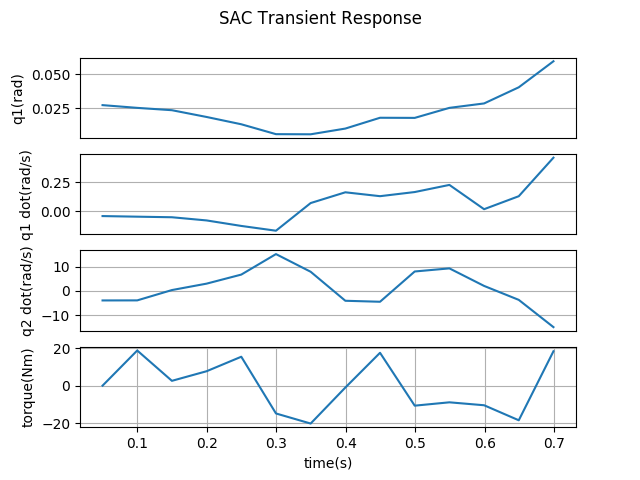 SAC Transient Response
0.050
0.025
q1(rad)
0.25
0.00
q1 dot(rad/s)
10
0
−10
q2 dot(rad/s)
20
0
−20
torque(Nm)
0.1 0.2 0.3 0.4 0.5 0.6 0.7
time(s)